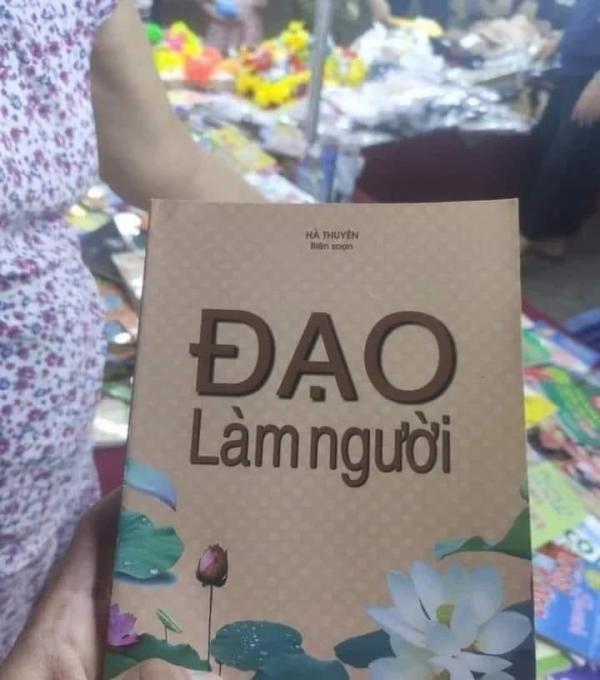 HÀ THUYÊN
Biên soạn
ĐẠO
Làm người